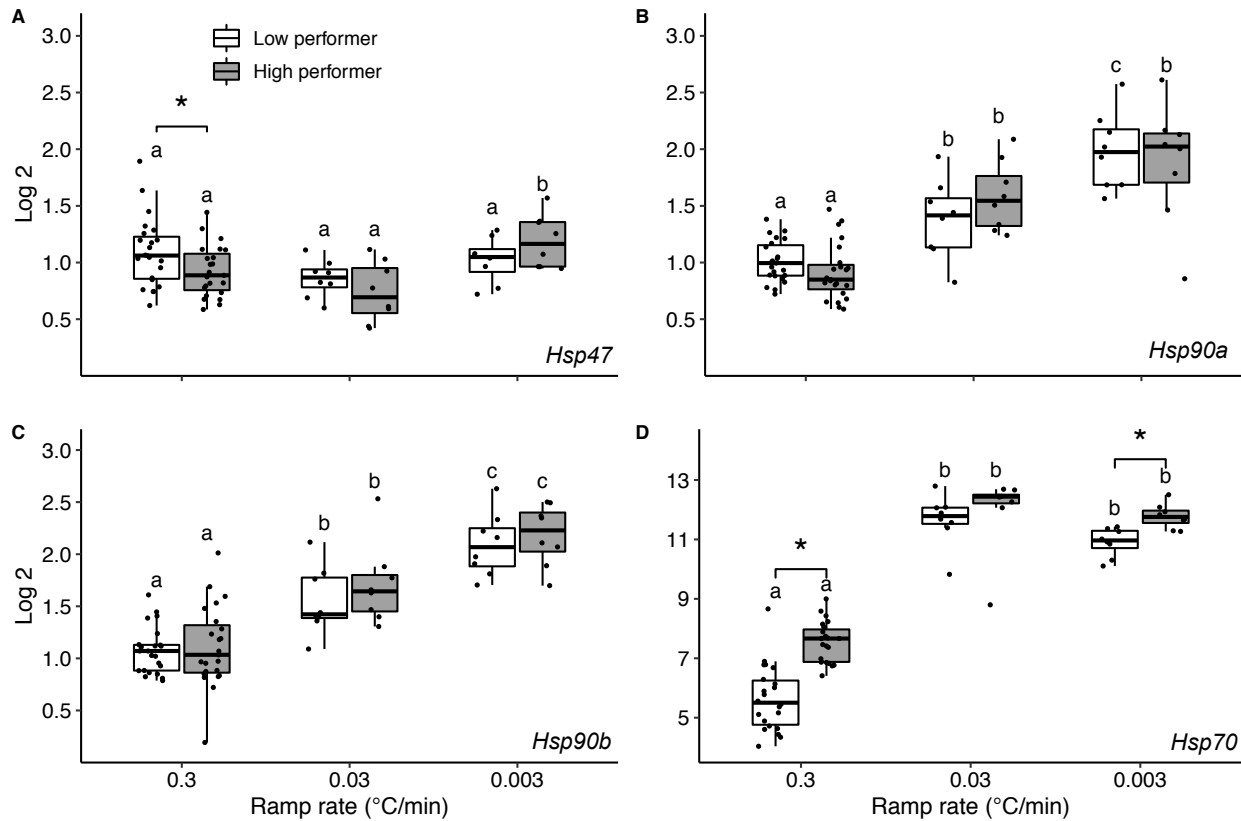 A
B
Log 2
3.0
2.5
2.0
1.5
1.0
0.5
Low performer
High performer
*
a
a
a
a
a
b
Hsp47
3.0
2.5
2.0
1.5
1.0
0.5
a
a
b
b
c
b
Hsp90a
C
D
Log 2
3.0
2.5
2.0
1.5
1.0
0.5
a
a
b
b
c
c
Hsp90b
0.3
0.03
0.003
Ramp rate (°C/min)
13
11
9
7
5
*
a
a
b
b
*
b
b
Hsp70
0.3
0.03
0.003
Ramp rate (°C/min)